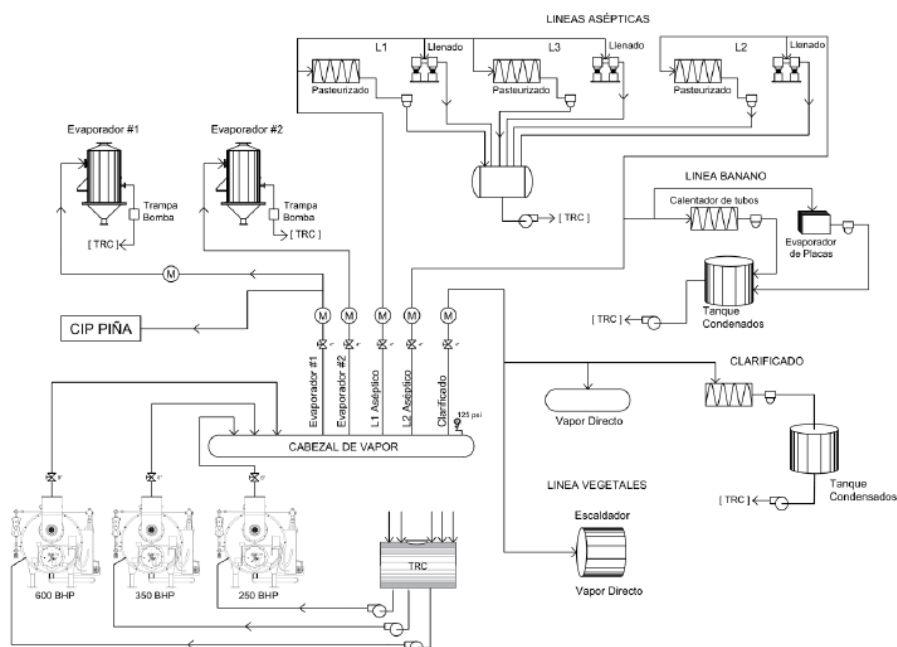 LINEAS ASÉPTICAS
L1
Llenado
L3
Llenado
L2
Llenado
Pasteurizado
Pasteurizado
Pasteurizado
Evaporador #1
Evaporador #2
Trampa
Bomba
[ TRC ]
Trampa
Bomba
[ TRC ]
[ TRC ]
LINEA BANANO
Calentador de tubos
Evaporador
de Placas
[ TRC ]
Tanque
Condenados
M
CIP PIÑA
M
M
M
M
M
Evaporador #1
Evaporador #2
L1 Aséptico
L2 Aséptico
Clarificado
125 psi
CABEZAL DE VAPOR
CLARIFICADO
Vapor Directo
[ TRC ]
Tanque
Condensados
LINEA VEGETALES
Escaldador
Vapor Directo
TRC
600 BHP
350 BHP
250 BHP